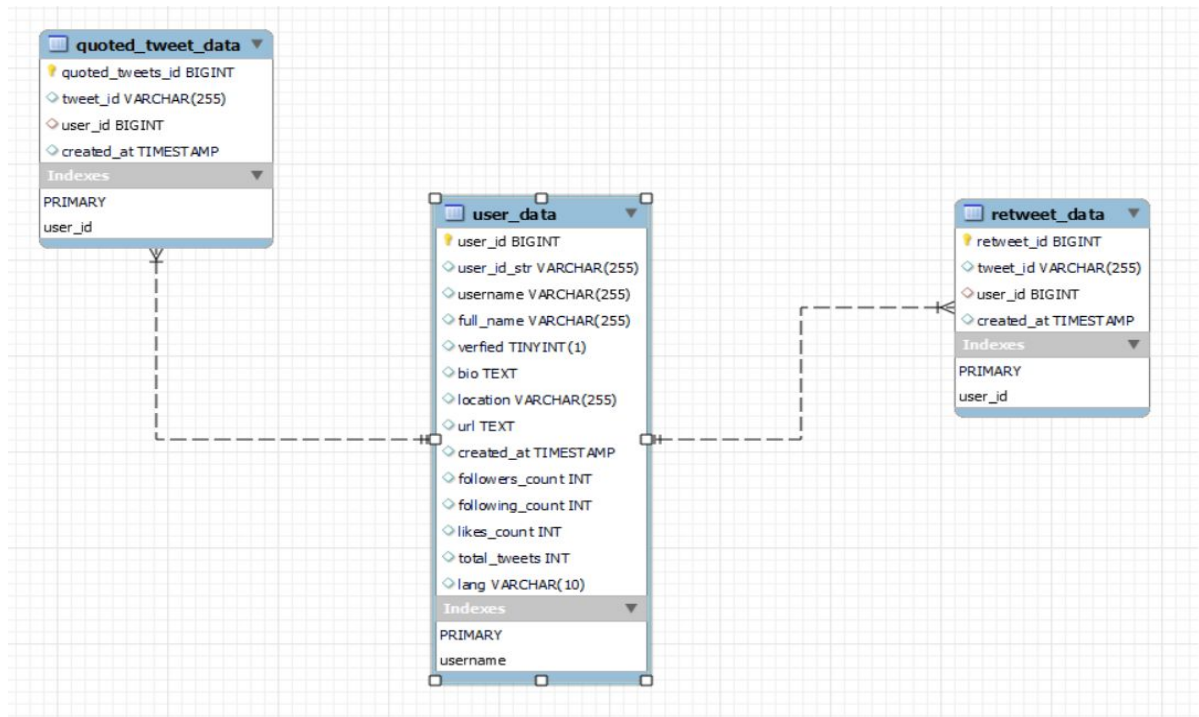 quoted_tweet_data
quoted_tweets_id BIGINT
tweet_id VARCHAR(255)
user_id BIGINT
created_at TIMESTAMP
Indexes
PRIMARY
user_id
user_data
user_id BIGINT
user_id_str VARCHAR(255)
username VARCHAR(255)
full_name VARCHAR(255)
verfied TINYINT(1)
bio TEXT
location VARCHAR(255)
url TEXT
created_at TIMESTAMP
followers_count INT
following_count INT
likes_count INT
total_tweets INT
lang VARCHAR(10)
Indexes
PRIMARY
username
retweet_data
retweet_id BIGINT
tweet_id VARCHAR(255)
user_id BIGINT
created_at TIMESTAMP
Indexes
PRIMARY
user_id